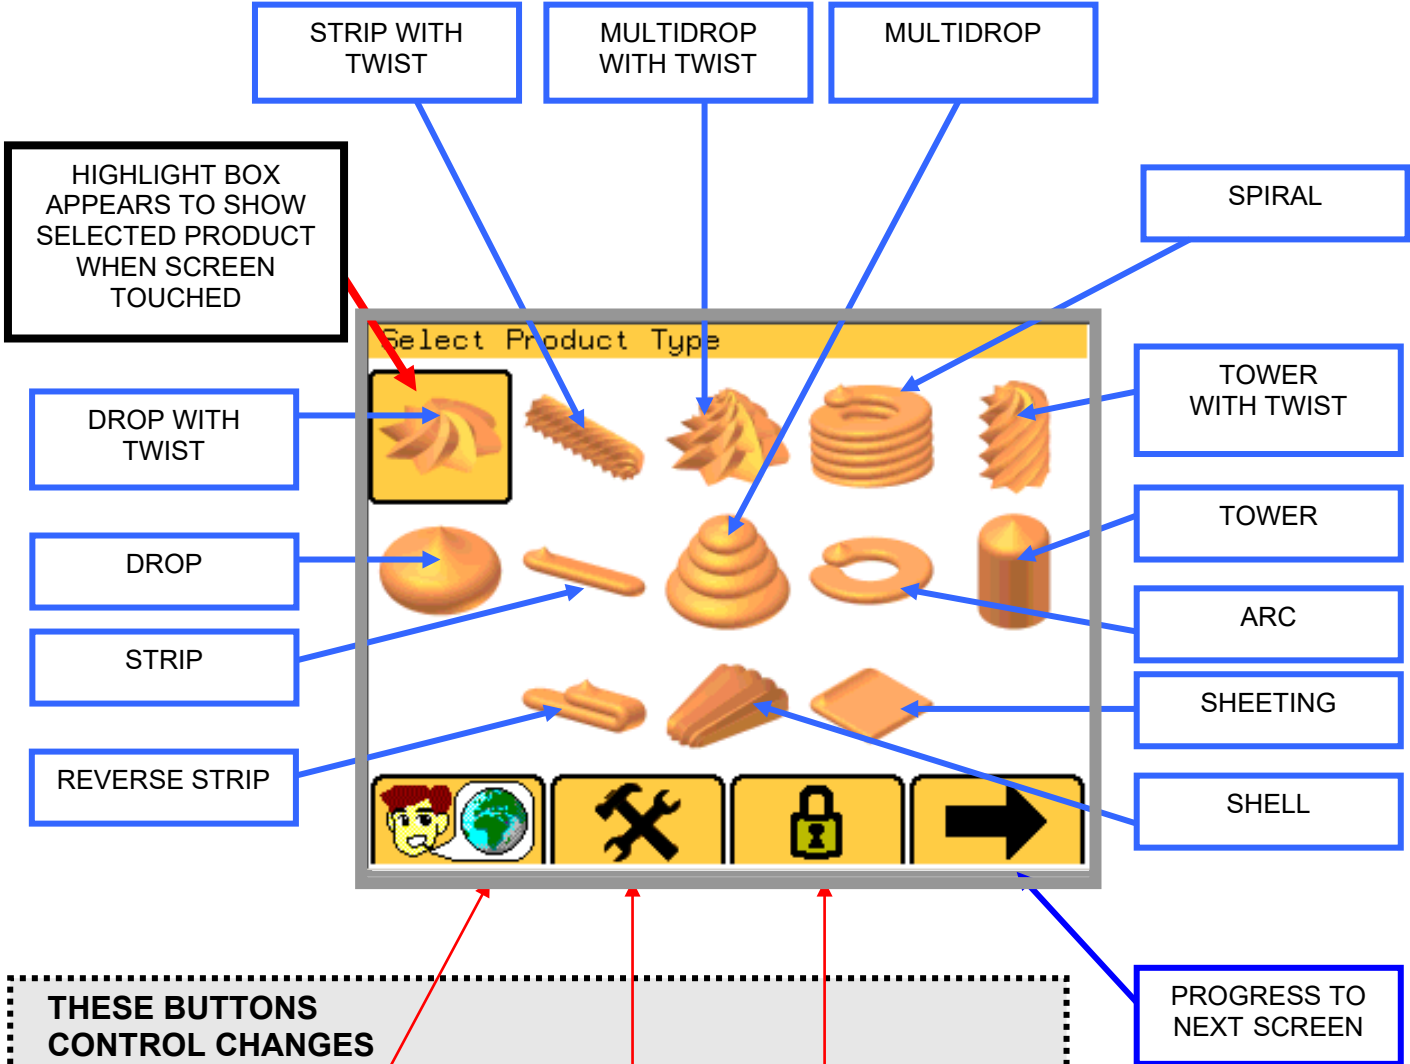 STRIP WITH
TWIST
MULTIDROP
WITH TWIST
MULTIDROP
HIGHLIGHT BOX
APPEARS TO SHOW
SELECTED PRODUCT
WHEN SCREEN
TOUCHED
SPIRAL
Select Product Type
TOWER
WITH TWIST
DROP WITH
TWIST
TOWER
DROP
ARC
STRIP
SHEETING
REVERSE STRIP
SHELL
PROGRESS TO
NEXT SCREEN
THESE BUTTONS
CONTROL CHANGES